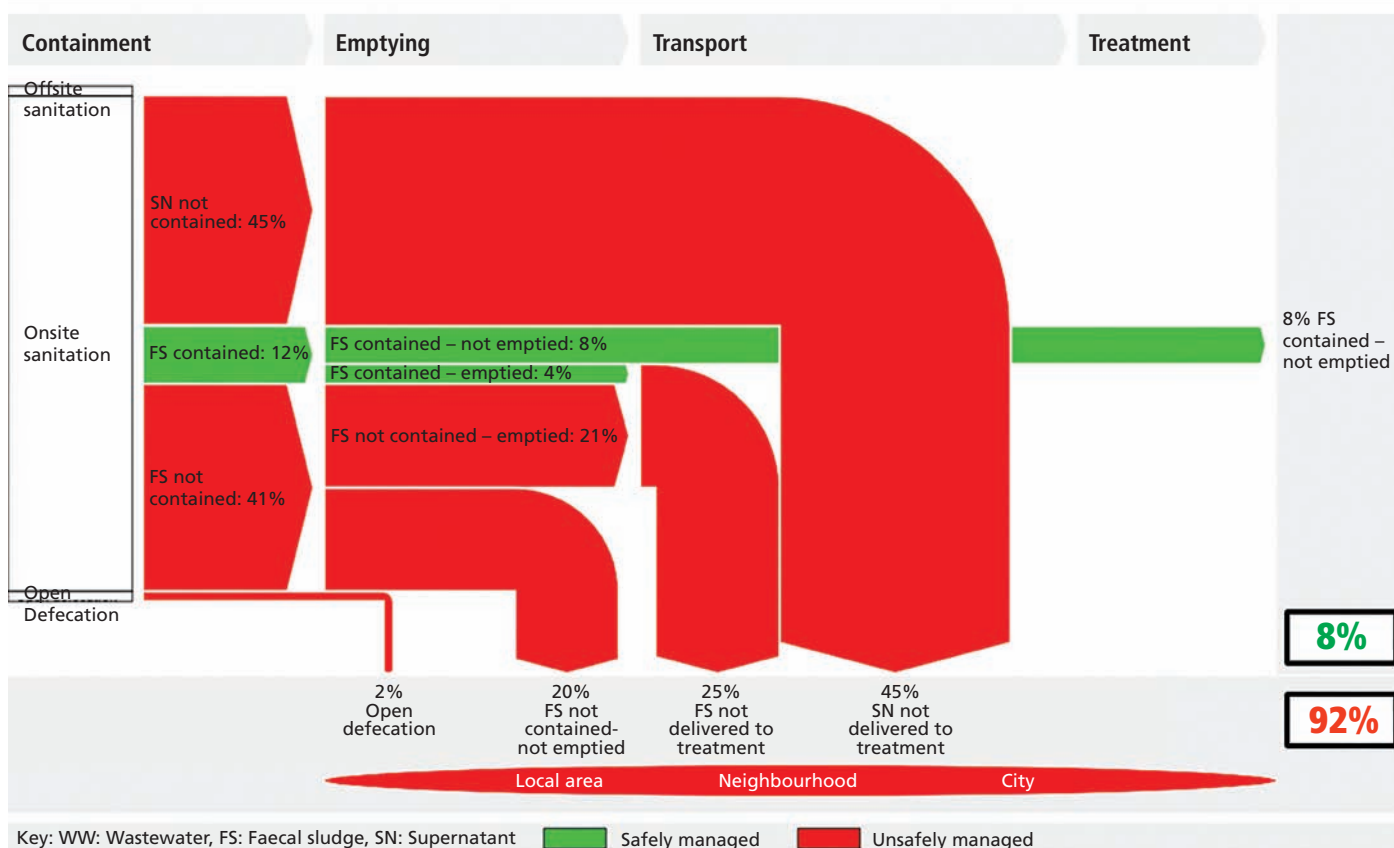 Containment
Emptying
Transport
Treatment
Offsite
sanitation
SN not
contained: 45%
Onsite
sanitation
FS contained: 12%
FS contained – not emptied: 8%
FS contained – emptied: 4%
8% FS
contained –
not emptied
FS not contained – emptied: 21%
FS not
contained: 41%
Open
Defecation
8%
2%
Open
defecation
20%
FS not
contained-
not emptied
25%
FS not
delivered to
treatment
45%
SN not
delivered to
treatment
92%
Local area
Neighbourhood
City
Key: WW: Wastewater, FS: Faecal sludge, SN: Supernatant
Safely managed
Unsafely managed